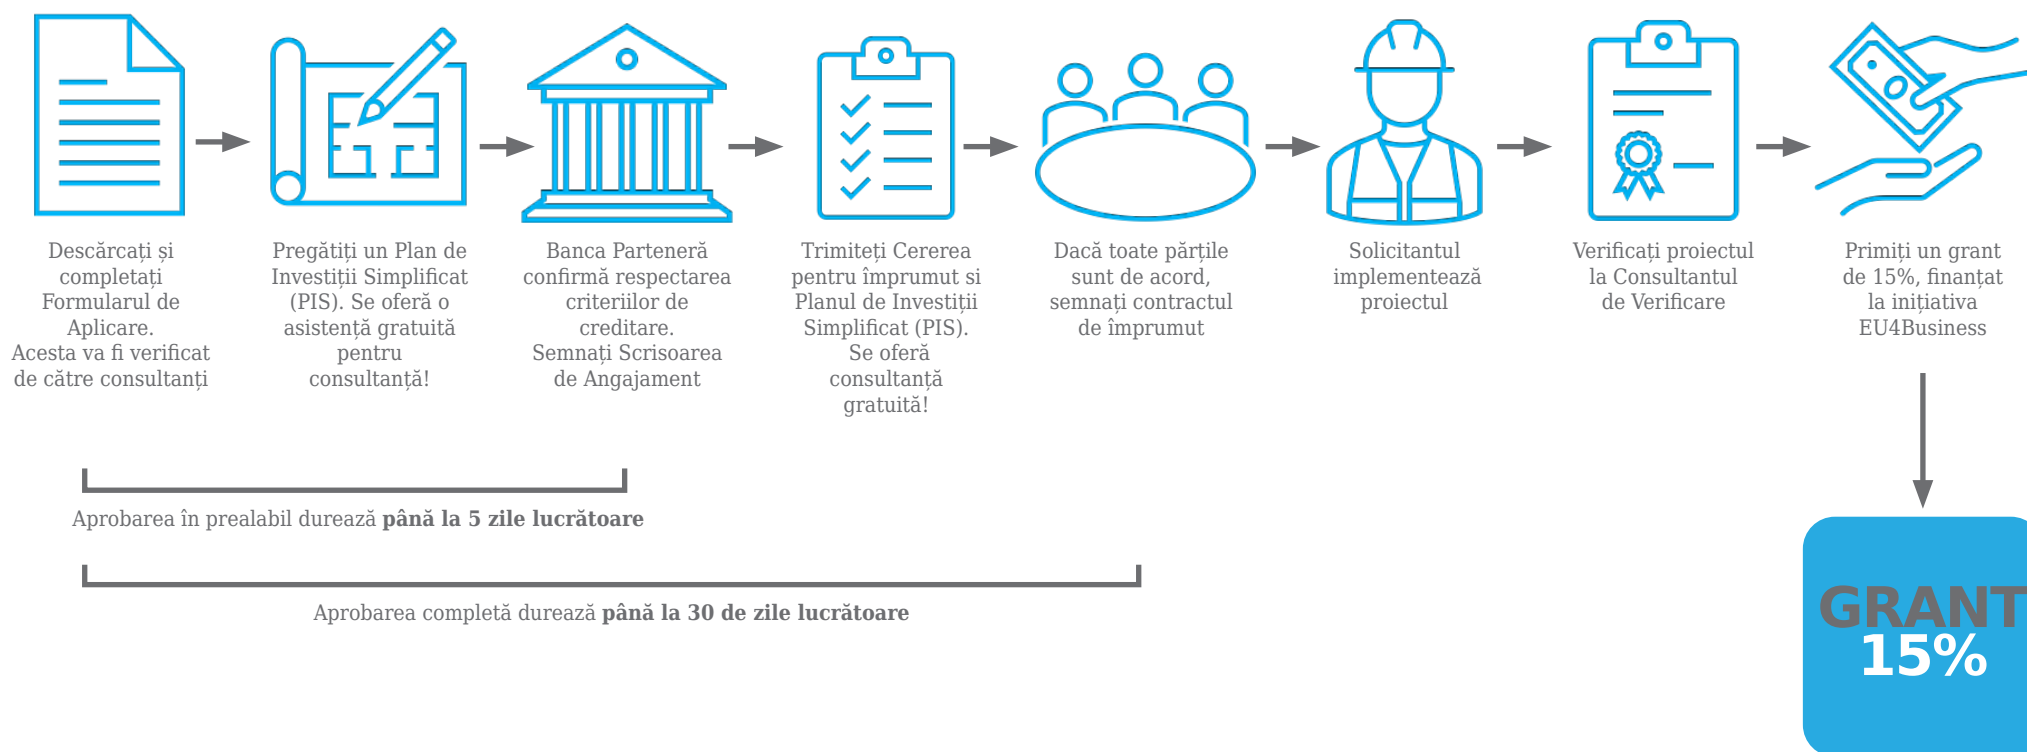 Descărcați și
completați
Formularul de
Aplicare.
Acesta va fi verificat
de către consultanți
Pregătiți un Plan de
Investiții Simplificat
(PIS). Se oferă o
asistență gratuită
pentru
consultanță!
Banca Parteneră
confirmă respectarea
criteriilor de
creditare.
Semnați Scrisoarea
de Angajament
Trimiteți Cererea
pentru împrumut si
Planul de Investiții
Simplificat (PIS).
Se oferă
consultanță
gratuită!
Dacă toate părțile
sunt de acord,
semnați contractul
de împrumut
Solicitantul
implementează
proiectul
Verificați proiectul
la Consultantul
de Verificare
Primiți un grant
de 15%, finanțat
la inițiativa
EU4Business
Aprobarea în prealabil durează până la 5 zile lucrătoare
Aprobarea completă durează până la 30 de zile lucrătoare
GRANT
15%